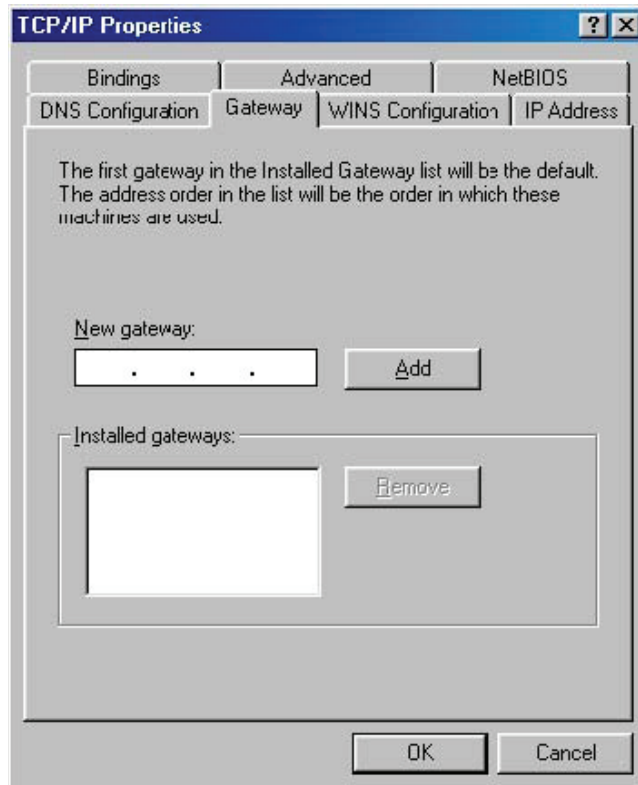 TCP/IP Properties
? X
Bindings Advanced NetBIOS
DNS Configuration Gateway WINS Configuration IP Address
The first gateway in the Installed Gateway list will be the default.
The address order in the list will be the order in which these
machines are used.
New gateway:
. . .
Add
Installed gateways:
Remove
OK Cancel